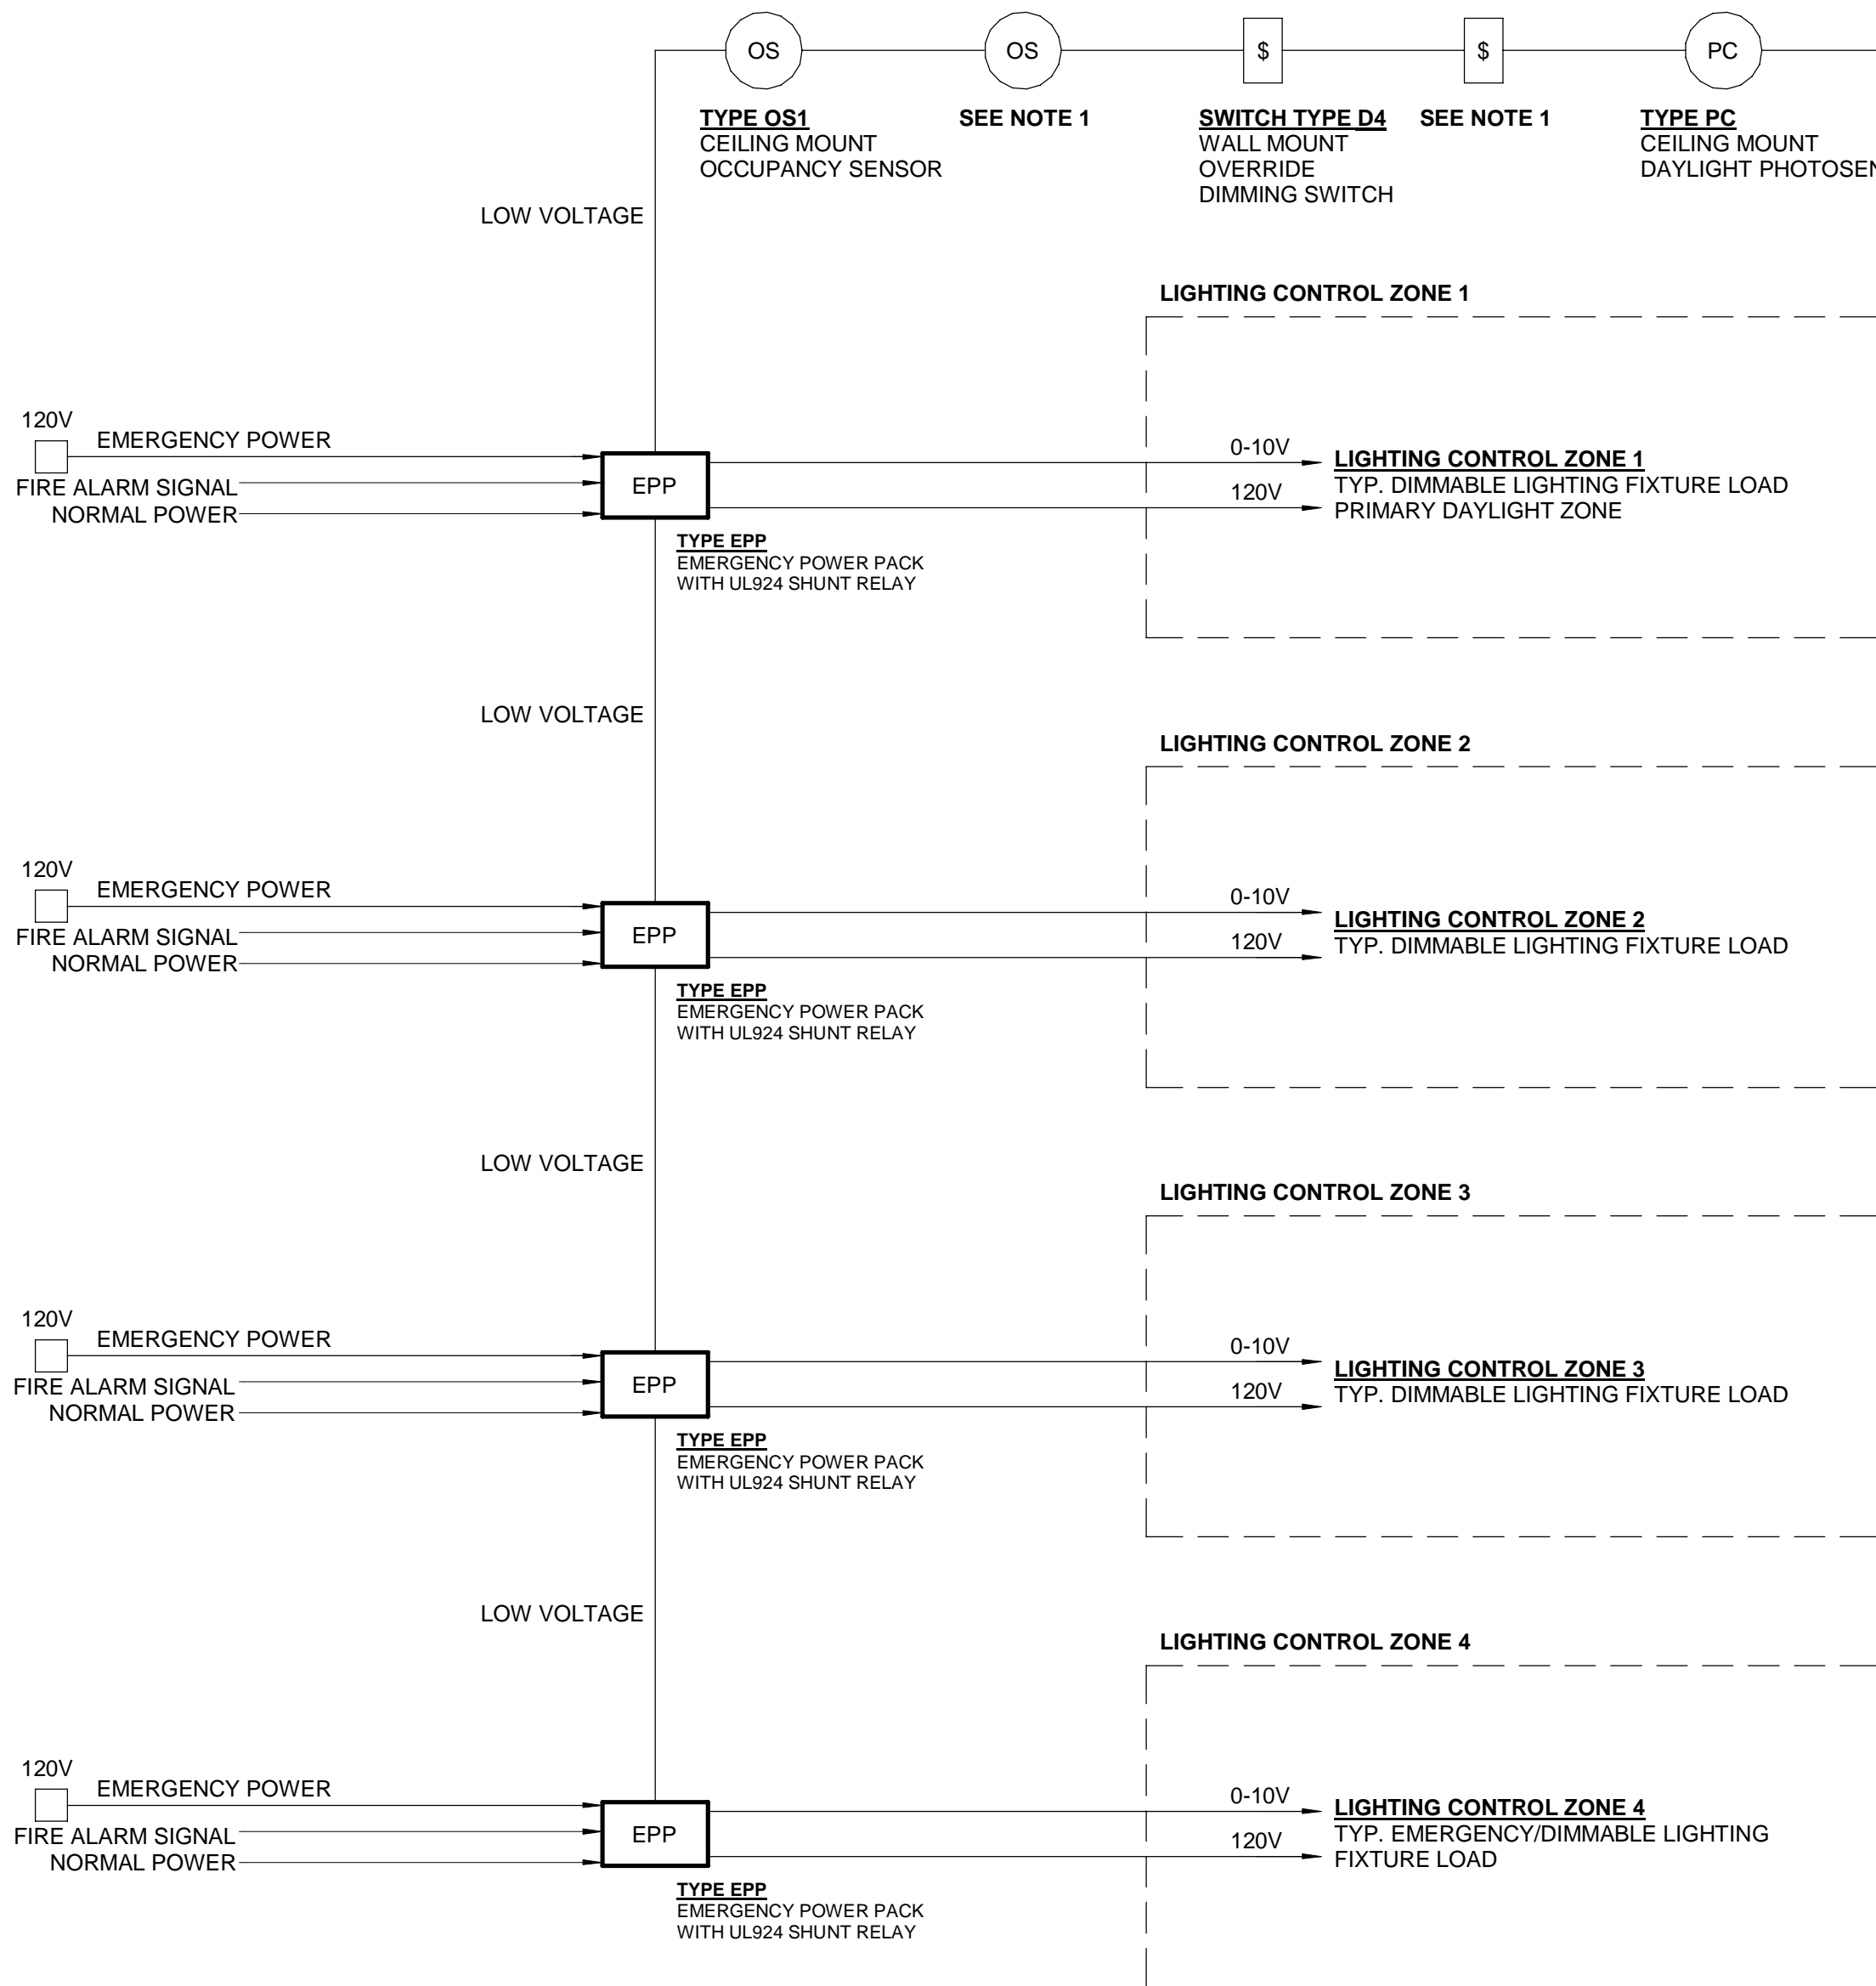 OS
OS
$
$
PC
TYPE OS1
CEILING MOUNT
OCCUPANCY SENSOR
SEE NOTE 1
SWITCH TYPE D4
WALL MOUNT
OVERRIDE
DIMMING SWITCH
SEE NOTE 1
TYPE PC
CEILING MOUNT
DAYLIGHT PHOTOSEN
LOW VOLTAGE
LIGHTING CONTROL ZONE 1
120V
EMERGENCY POWER
FIRE ALARM SIGNAL
NORMAL POWER
EPP
TYPE EPP
EMERGENCY POWER PACK
WITH UL924 SHUNT RELAY
0-10V
120V
LIGHTING CONTROL ZONE 1
TYP. DIMMABLE LIGHTING FIXTURE LOAD
PRIMARY DAYLIGHT ZONE
LOW VOLTAGE
LIGHTING CONTROL ZONE 2
120V
EMERGENCY POWER
FIRE ALARM SIGNAL
NORMAL POWER
EPP
TYPE EPP
EMERGENCY POWER PACK
WITH UL924 SHUNT RELAY
0-10V
120V
LIGHTING CONTROL ZONE 2
TYP. DIMMABLE LIGHTING FIXTURE LOAD
LOW VOLTAGE
LIGHTING CONTROL ZONE 3
120V
EMERGENCY POWER
FIRE ALARM SIGNAL
NORMAL POWER
EPP
TYPE EPP
EMERGENCY POWER PACK
WITH UL924 SHUNT RELAY
0-10V
120V
LIGHTING CONTROL ZONE 3
TYP. DIMMABLE LIGHTING FIXTURE LOAD
LOW VOLTAGE
LIGHTING CONTROL ZONE 4
120V
EMERGENCY POWER
FIRE ALARM SIGNAL
NORMAL POWER
EPP
TYPE EPP
EMERGENCY POWER PACK
WITH UL924 SHUNT RELAY
0-10V
120V
LIGHTING CONTROL ZONE 4
TYP. EMERGENCY/DIMMABLE LIGHTING
FIXTURE LOAD